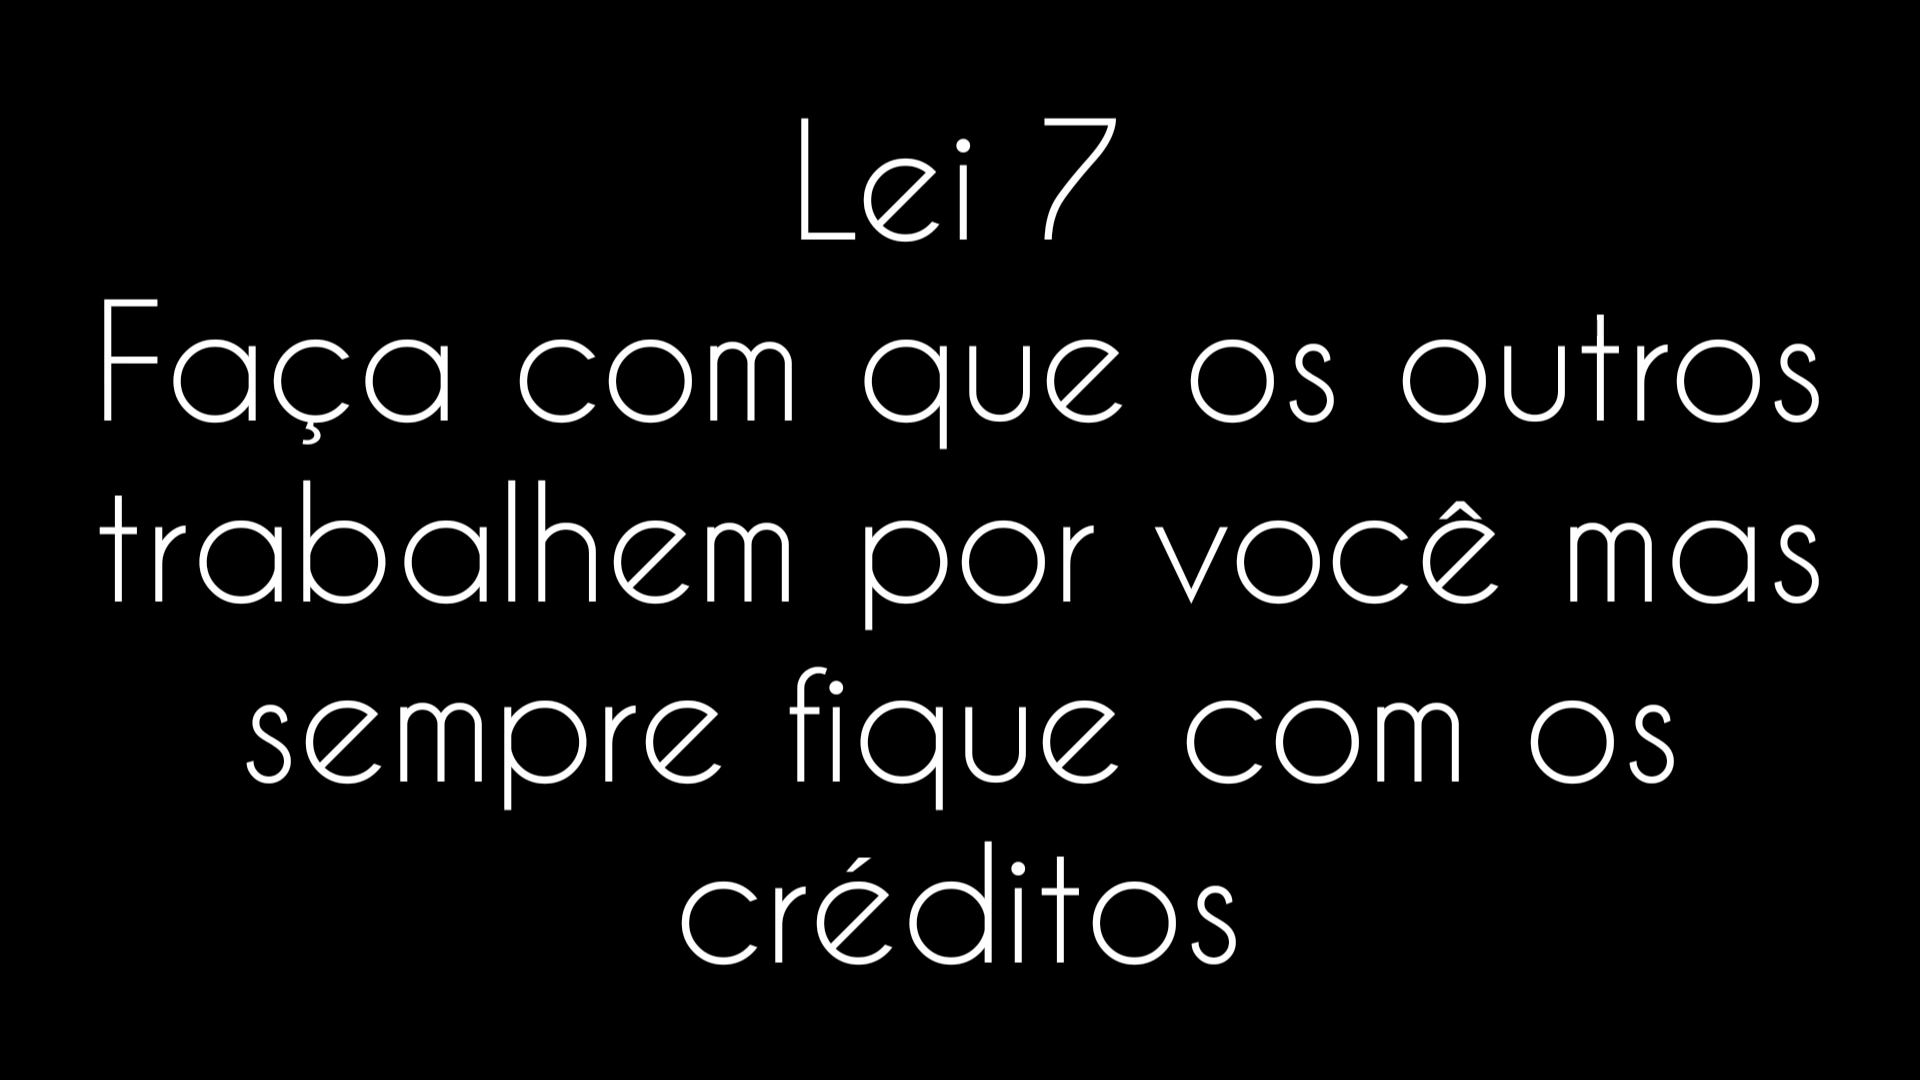 Lei 7
Faça com que os outros
trabalhem por você mas
sempre fique com os
créditos